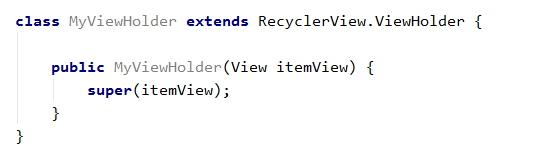 class MyViewHolder extends RecyclerView.ViewHolder {
public MyViewHolder(View itemView) {
super(itemView);
}
}